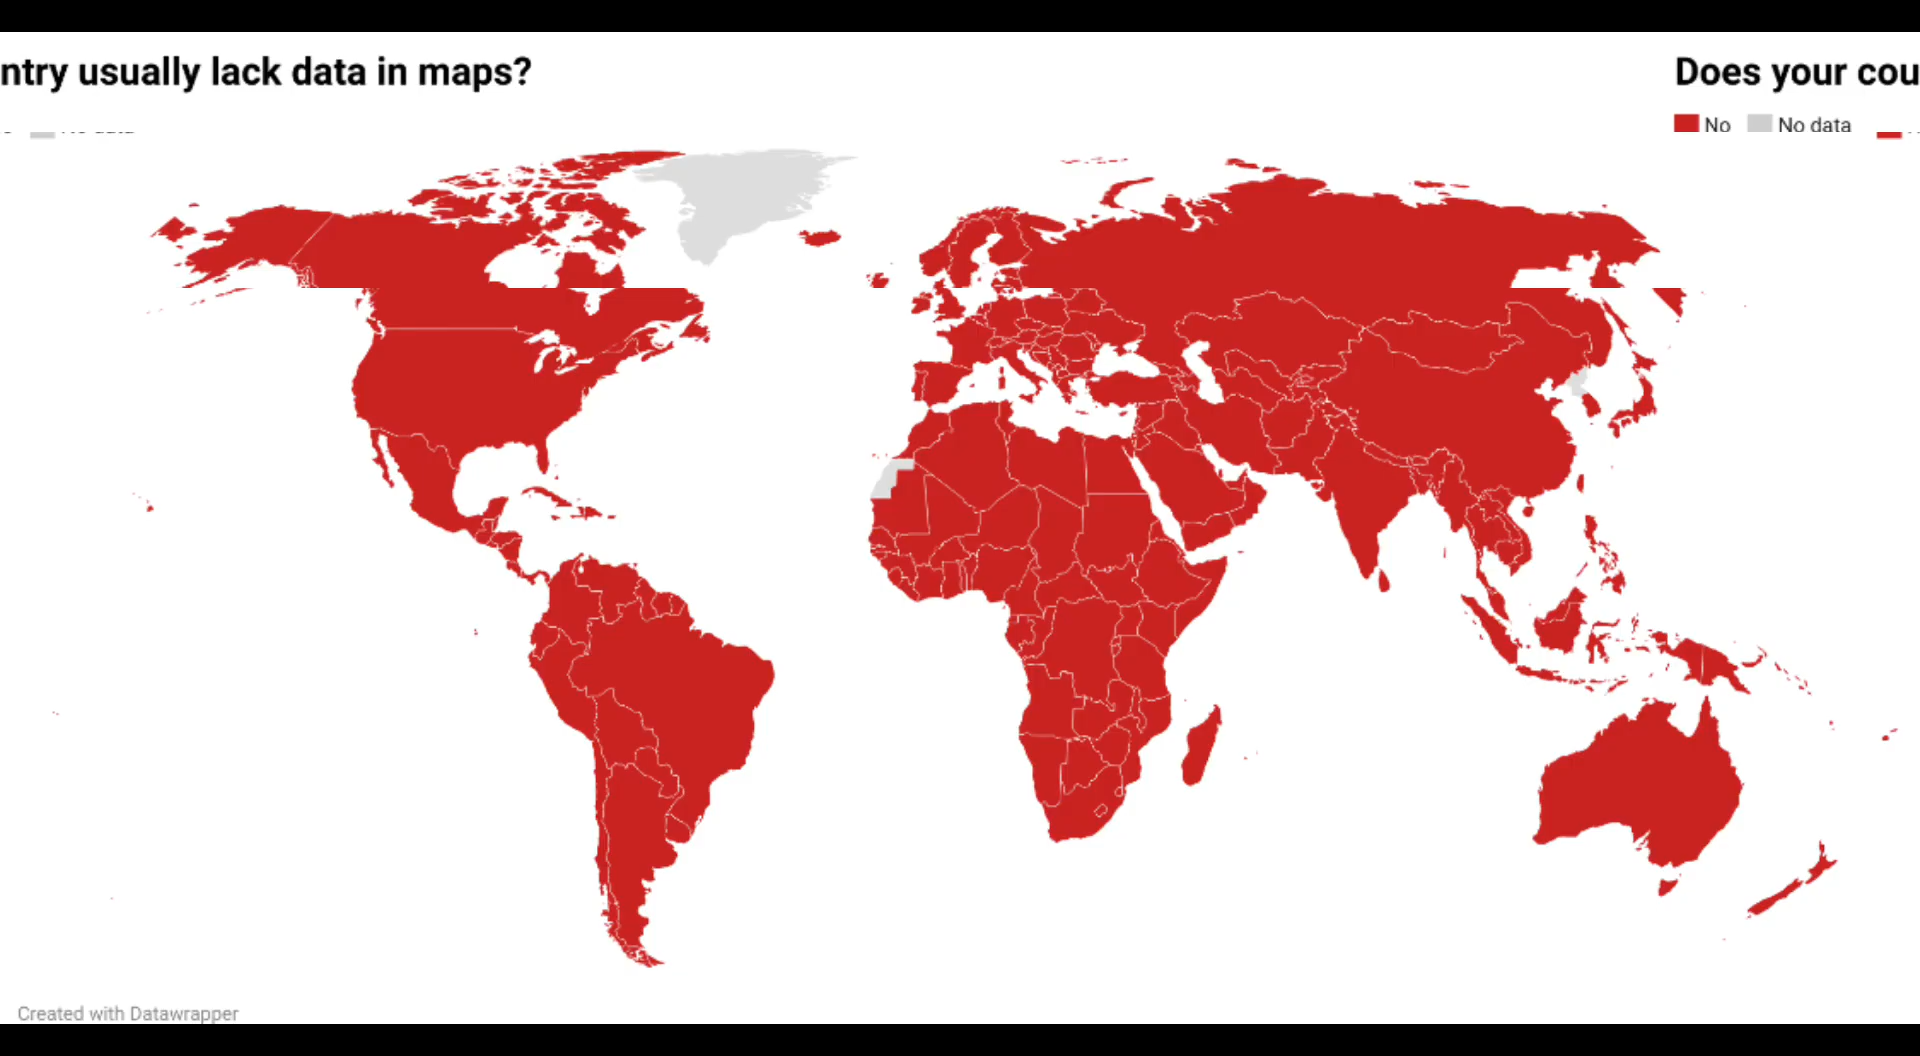 ntry usually lack data in maps?
Does your cou
No No data
Created with Datawrapper